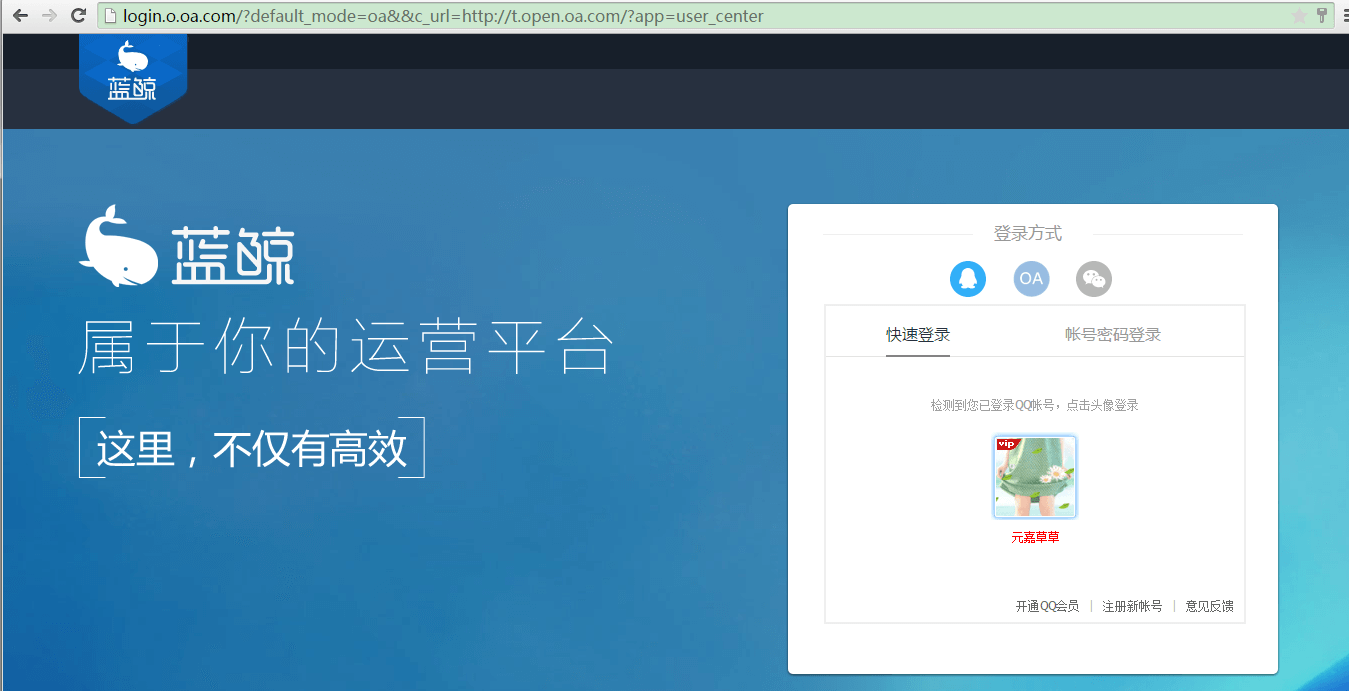 login.o.oa.com/?default_mode=oa&&c_url=http://t.open.oa.com/?app=user_center
蓝鲸
蓝鲸
属于你的运营平台
这里，不仅有高效
登录方式
OA
快速登录 帐号密码登录
检测到您已登录QQ帐号，点击头像登录
vip
元嘉草草
开通QQ会员 | 注册新帐号 | 意见反馈